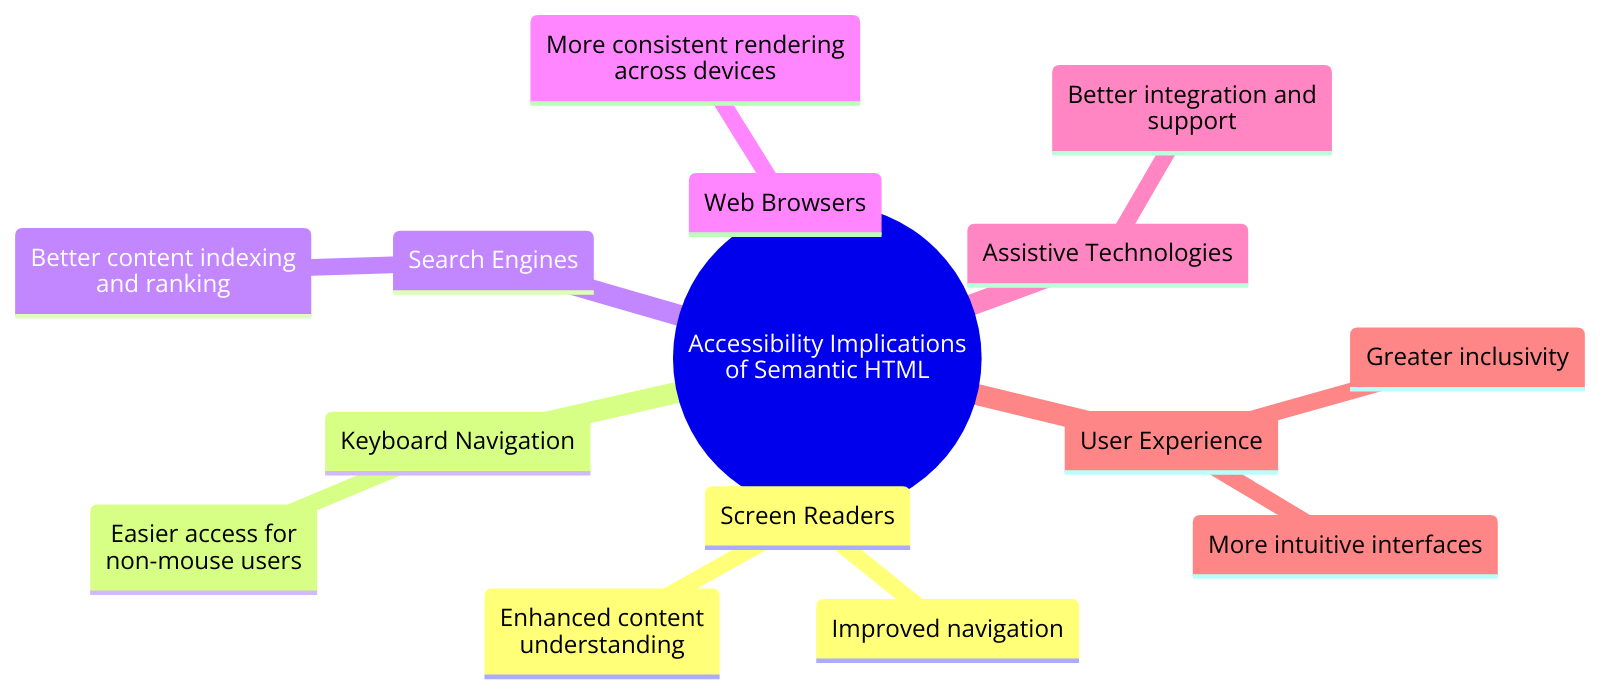 More consistent rendering
across devices
Better integration and
support
Web Browsers
Assistive Technologies
Better content indexing
and ranking
Search Engines
Accessibility Implications
of Semantic HTML
Greater inclusivity
Keyboard Navigation
User Experience
Easier access for
non-mouse users
Screen Readers
More intuitive interfaces
Enhanced content
understanding
Improved navigation